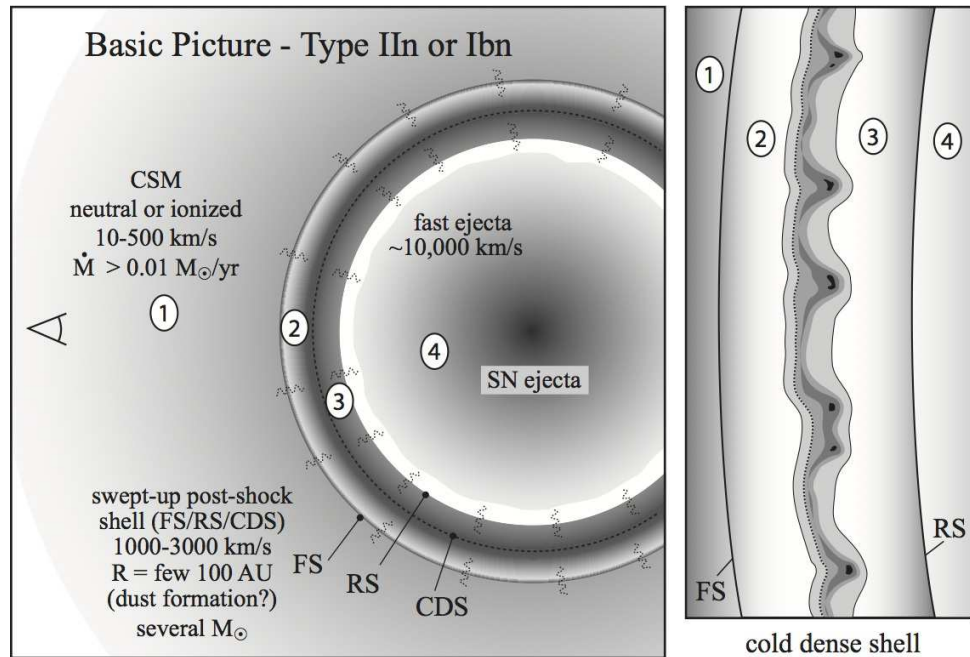 Basic Picture - Type IIn or Ibn
CSM
neutral or ionized
10-500 km/s
Ṁ > 0.01 M☉/yr
1
2
3
4
fast ejecta
~10,000 km/s
SN ejecta
swept-up post-shock
shell (FS/RS/CDS)
1000-3000 km/s
R = few 100 AU
(dust formation?)
several M☉
FS
RS
CDS
1
2
3
4
FS
RS
cold dense shell